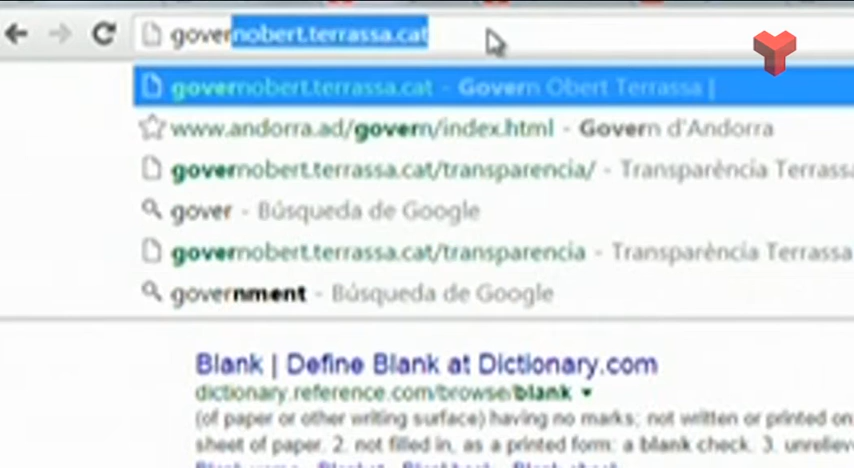 governobert.terrassa.cat
governobert.terrassa.cat - Govern Obert Terrassa |
www.andorra.ad/govern/index.html - Govern d'Andorra
governobert.terrassa.cat/transparencia/ - Transparència Terrassa
gover - Búsqueda de Google
governobert.terrassa.cat/transparencia - Transparència Terrassa
government - Búsqueda de Google
Blank | Define Blank at Dictionary.com
dictionary.reference.com/browse/blank
(of paper or other writing surface) having no marks; not written or printed on
sheet of paper. 2. not filled in, as a printed form: a blank check. 3.